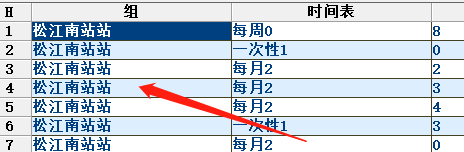 H 组 时间表
1 松江南站站 每周0 8
2 松江南站站 一次性1 0
3 松江南站站 每月2 2
4 松江南站站 每月2 3
5 松江南站站 每月2 4
6 松江南站站 一次性1 3
7 松江南站站 每月2 0